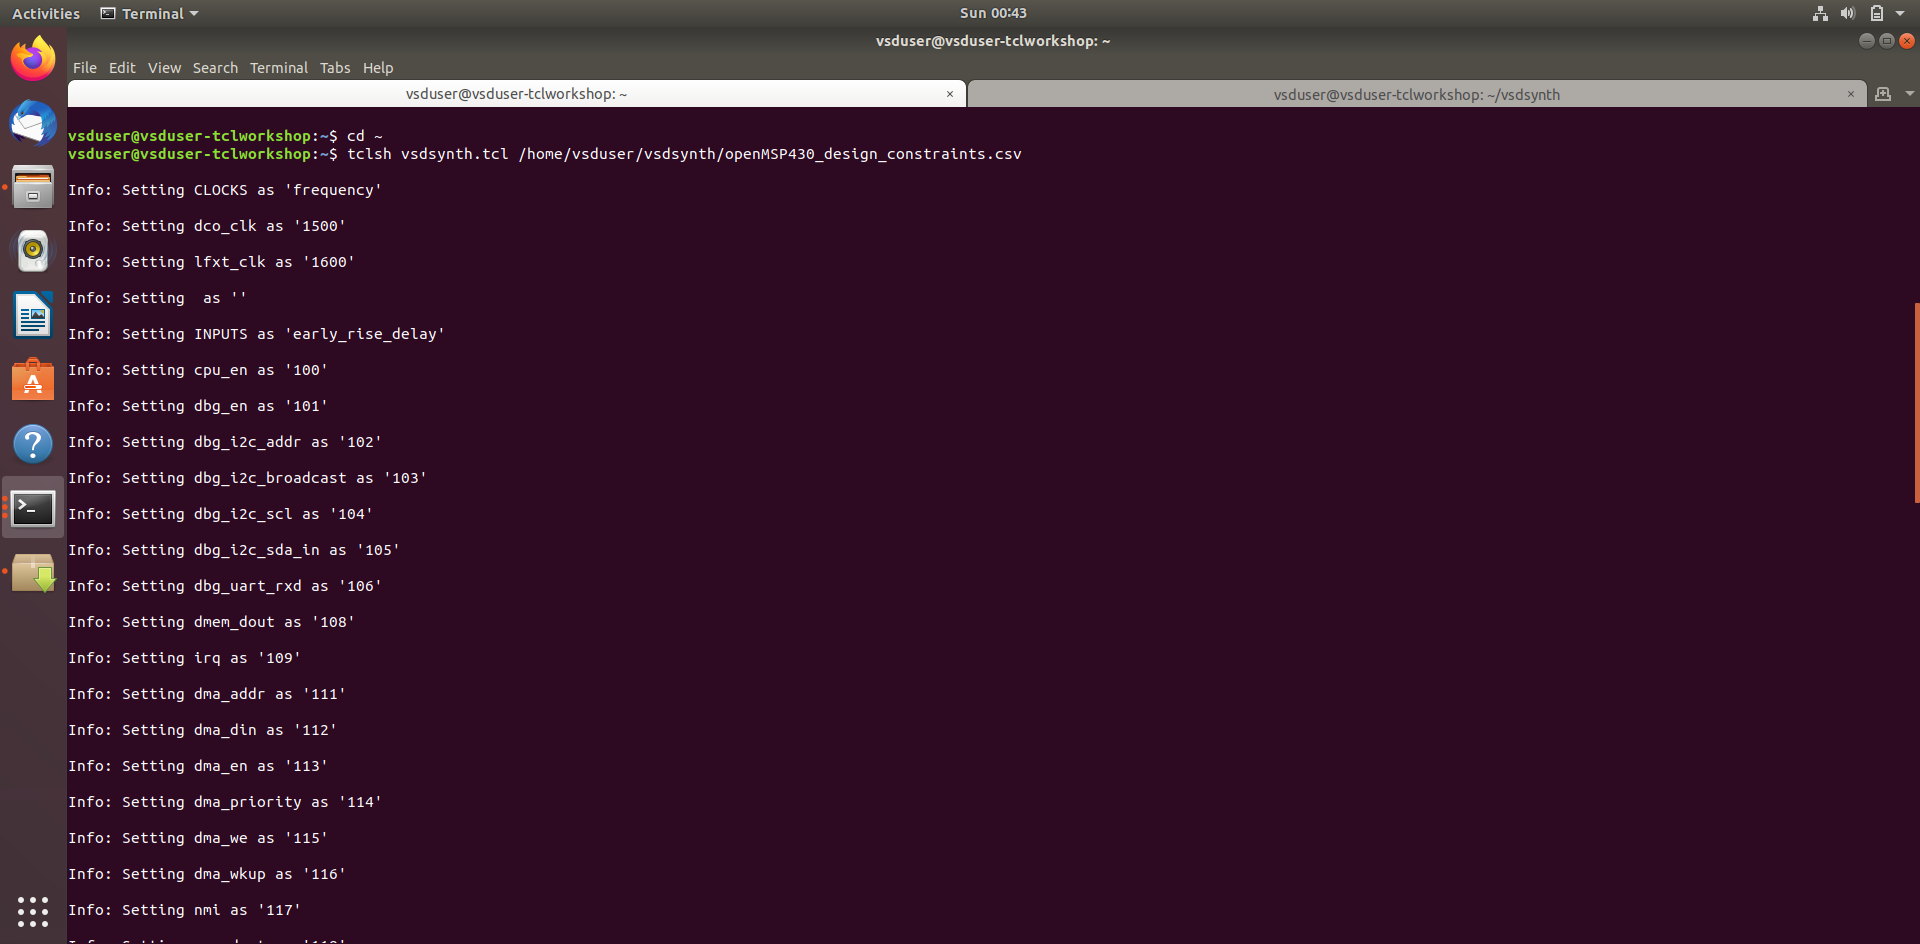 Activities Terminal Sun 00:43
vsduser@vsduser-tclworkshop: ~
File Edit View Search Terminal Tabs Help
vsduser@vsduser-tclworkshop: ~ × vsduser@vsduser-tclworkshop: ~/vsdsynth ×
vsduser@vsduser-tclworkshop:~$ cd ~
vsduser@vsduser-tclworkshop:~$ tclsh vsdsynth.tcl /home/vsduser/vsdsynth/openMSP430_design_constraints.csv
Info: Setting CLOCKS as 'frequency'
Info: Setting dco_clk as '1500'
Info: Setting lfxt_clk as '1600'
Info: Setting  as ''
Info: Setting INPUTS as 'early_rise_delay'
Info: Setting cpu_en as '100'
Info: Setting dbg_en as '101'
Info: Setting dbg_i2c_addr as '102'
Info: Setting dbg_i2c_broadcast as '103'
Info: Setting dbg_i2c_scl as '104'
Info: Setting dbg_i2c_sda_in as '105'
Info: Setting dbg_uart_rxd as '106'
Info: Setting dmem_dout as '108'
Info: Setting irq as '109'
Info: Setting dma_addr as '111'
Info: Setting dma_din as '112'
Info: Setting dma_en as '113'
Info: Setting dma_priority as '114'
Info: Setting dma_we as '115'
Info: Setting dma_wkup as '116'
Info: Setting nmi as '117'